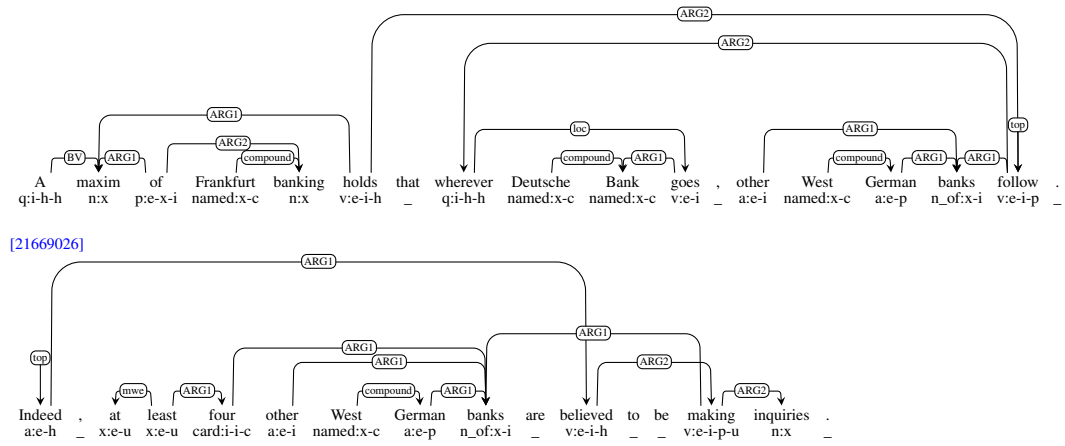 ARG2
ARG2
ARG1
loc
ARG1
top
ARG2
BV ARG1 compound compound ARG1 compound ARG1 ARG1
A maxim of Frankfurt banking holds that wherever Deutsche Bank goes , other West German banks follow .
q:i-h-h n:x p:e-x-i named:x-c n:x v:e-i-h _ q:i-h-h named:x-c named:x-c v:e-i _ a:e-i named:x-c a:e-p n_of:x-i v:e-i-p _
[21669026]
ARG1
ARG1
ARG1
top
ARG1
ARG2
mwe ARG1 compound ARG1 ARG2
Indeed , at least four other West German banks are believed to be making inquiries .
a:e-h _ x:e-u x:e-u card:i-i-c a:e-i named:x-c a:e-p n_of:x-i _ v:e-i-h _ _ v:e-i-p-u n:x _